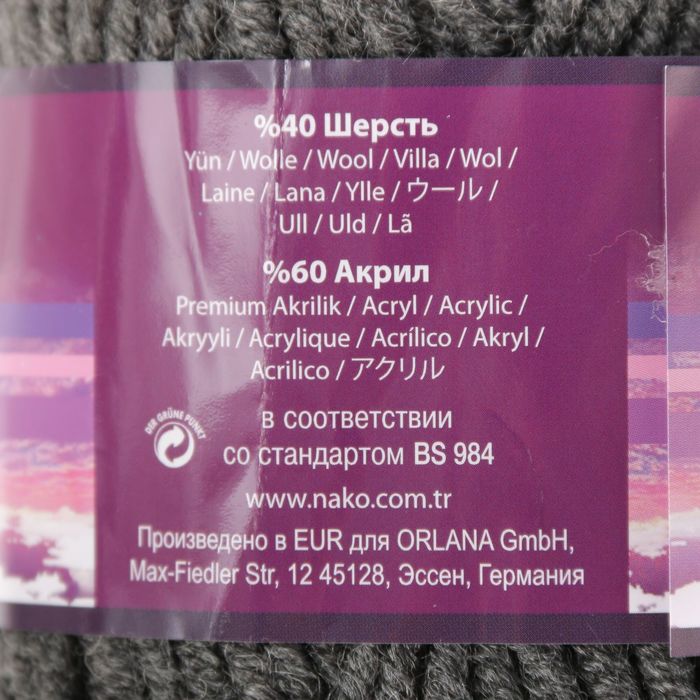 %40 Шерсть
Yün / Wolle / Wool / Villa / Wol /
Laine / Lana / Ylle / ウール /
Ull / Uld / Lã
%60 Акрил
Premium Akrilik / Acryl / Acrylic /
Akryyli / Acrylique / Acrílico / Akryl /
Acrilico / アクリル
DER GRÜNE PUNKT
в соответствии
со стандартом BS 984
www.nako.com.tr
Произведено в EUR для ORLANA GmbH,
Max-Fiedler Str, 12 45128, Эссен, Германия